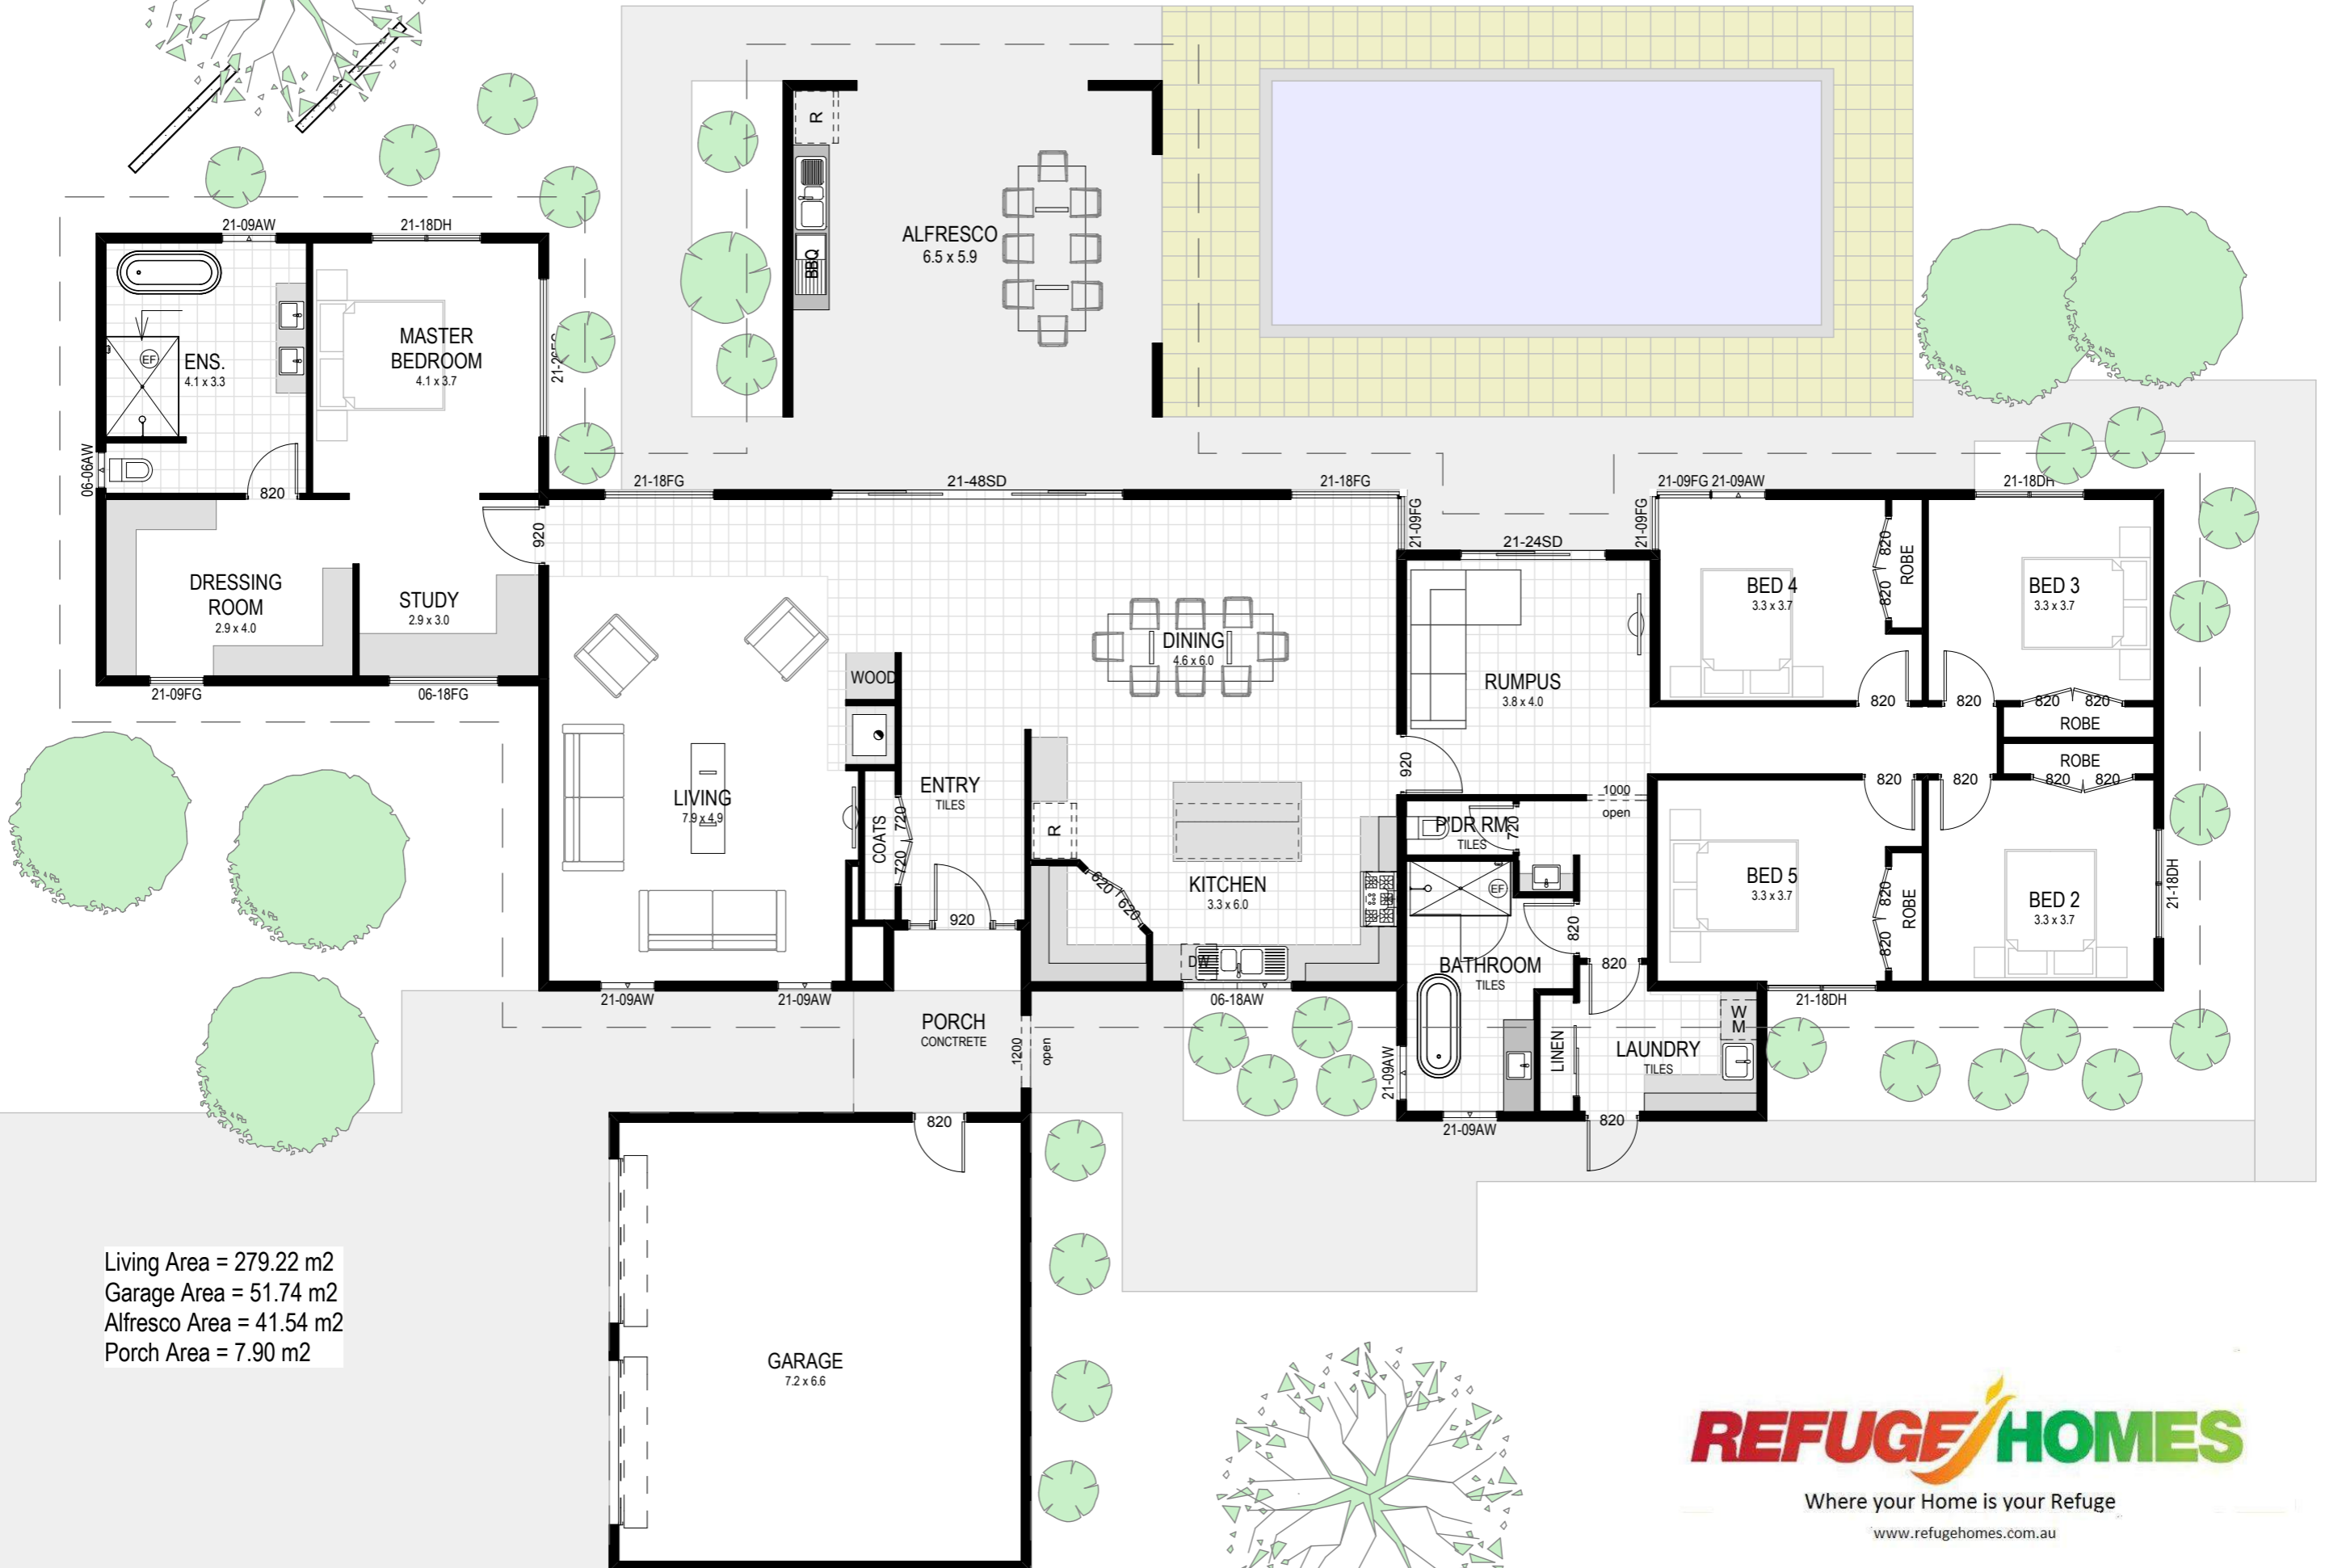 R
BBQ
ALFRESCO
6.5 x 5.9
21-09AW
21-18DH
ENS.
4.1 x 3.3
EF
MASTER
BEDROOM
4.1 x 3.7
06-06AW
820
920
DRESSING
ROOM
2.9 x 4.0
STUDY
2.9 x 3.0
21-09FG
06-18FG
21-18FG
21-48SD
21-18FG
21-09FG
21-24SD
21-09FG
21-09FG 21-09AW
21-18DH
WOOD
LIVING
7.9 x 4.9
COATS
720
720
ENTRY
TILES
920
DINING
4.6 x 6.0
R
620
620
KITCHEN
3.3 x 6.0
DW
920
RUMPUS
3.8 x 4.0
BED 4
3.3 x 3.7
820
820
ROBE
BED 3
3.3 x 3.7
820
820
820
820
ROBE
ROBE
820
820
820
820
1000
open
P'DR RM
TILES
720
EF
BATHROOM
TILES
820
820
BED 5
3.3 x 3.7
820
820
ROBE
BED 2
3.3 x 3.7
21-18DH
21-09AW
21-09AW
06-18AW
21-18DH
PORCH
CONCTRETE
1200
open
21-09AW
LINEN
LAUNDRY
TILES
W
M
21-09AW
820
820
GARAGE
7.2 x 6.6
Living Area = 279.22 m2
Garage Area = 51.74 m2
Alfresco Area = 41.54 m2
Porch Area = 7.90 m2
REFUGE HOMES
Where your Home is your Refuge
www.refugehomes.com.au